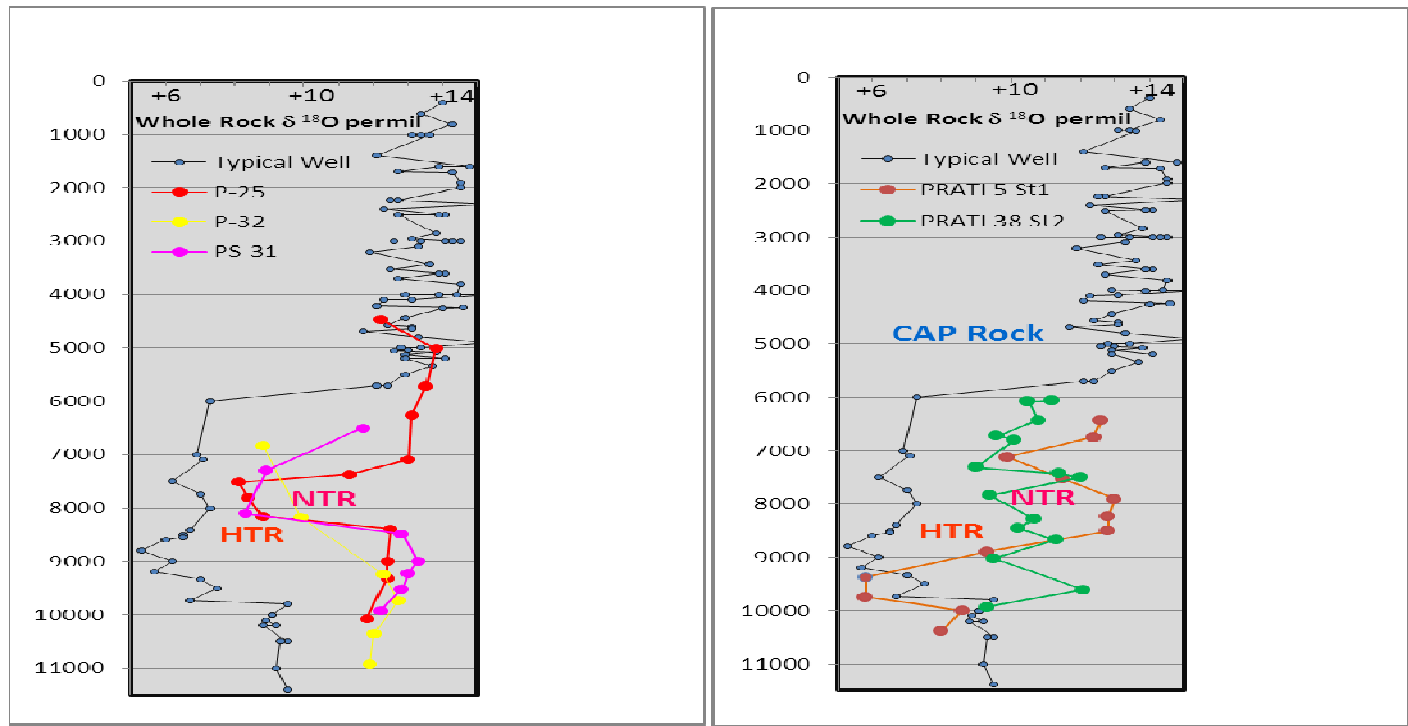 0
+6 +10 +14
Whole Rock δ ¹⁸O permil
1000
Typical Well
P-25
2000
P-32
PS 31
3000
4000
5000
6000
7000
NTR
8000
HTR
9000
10000
11000
0
+6 +10 +14
Whole Rock δ ¹⁸O permil
1000
Typical Well
PRATI 5 St1
2000
PRATI 38 St2
3000
4000
CAP Rock
5000
6000
7000
NTR
8000
HTR
9000
10000
11000